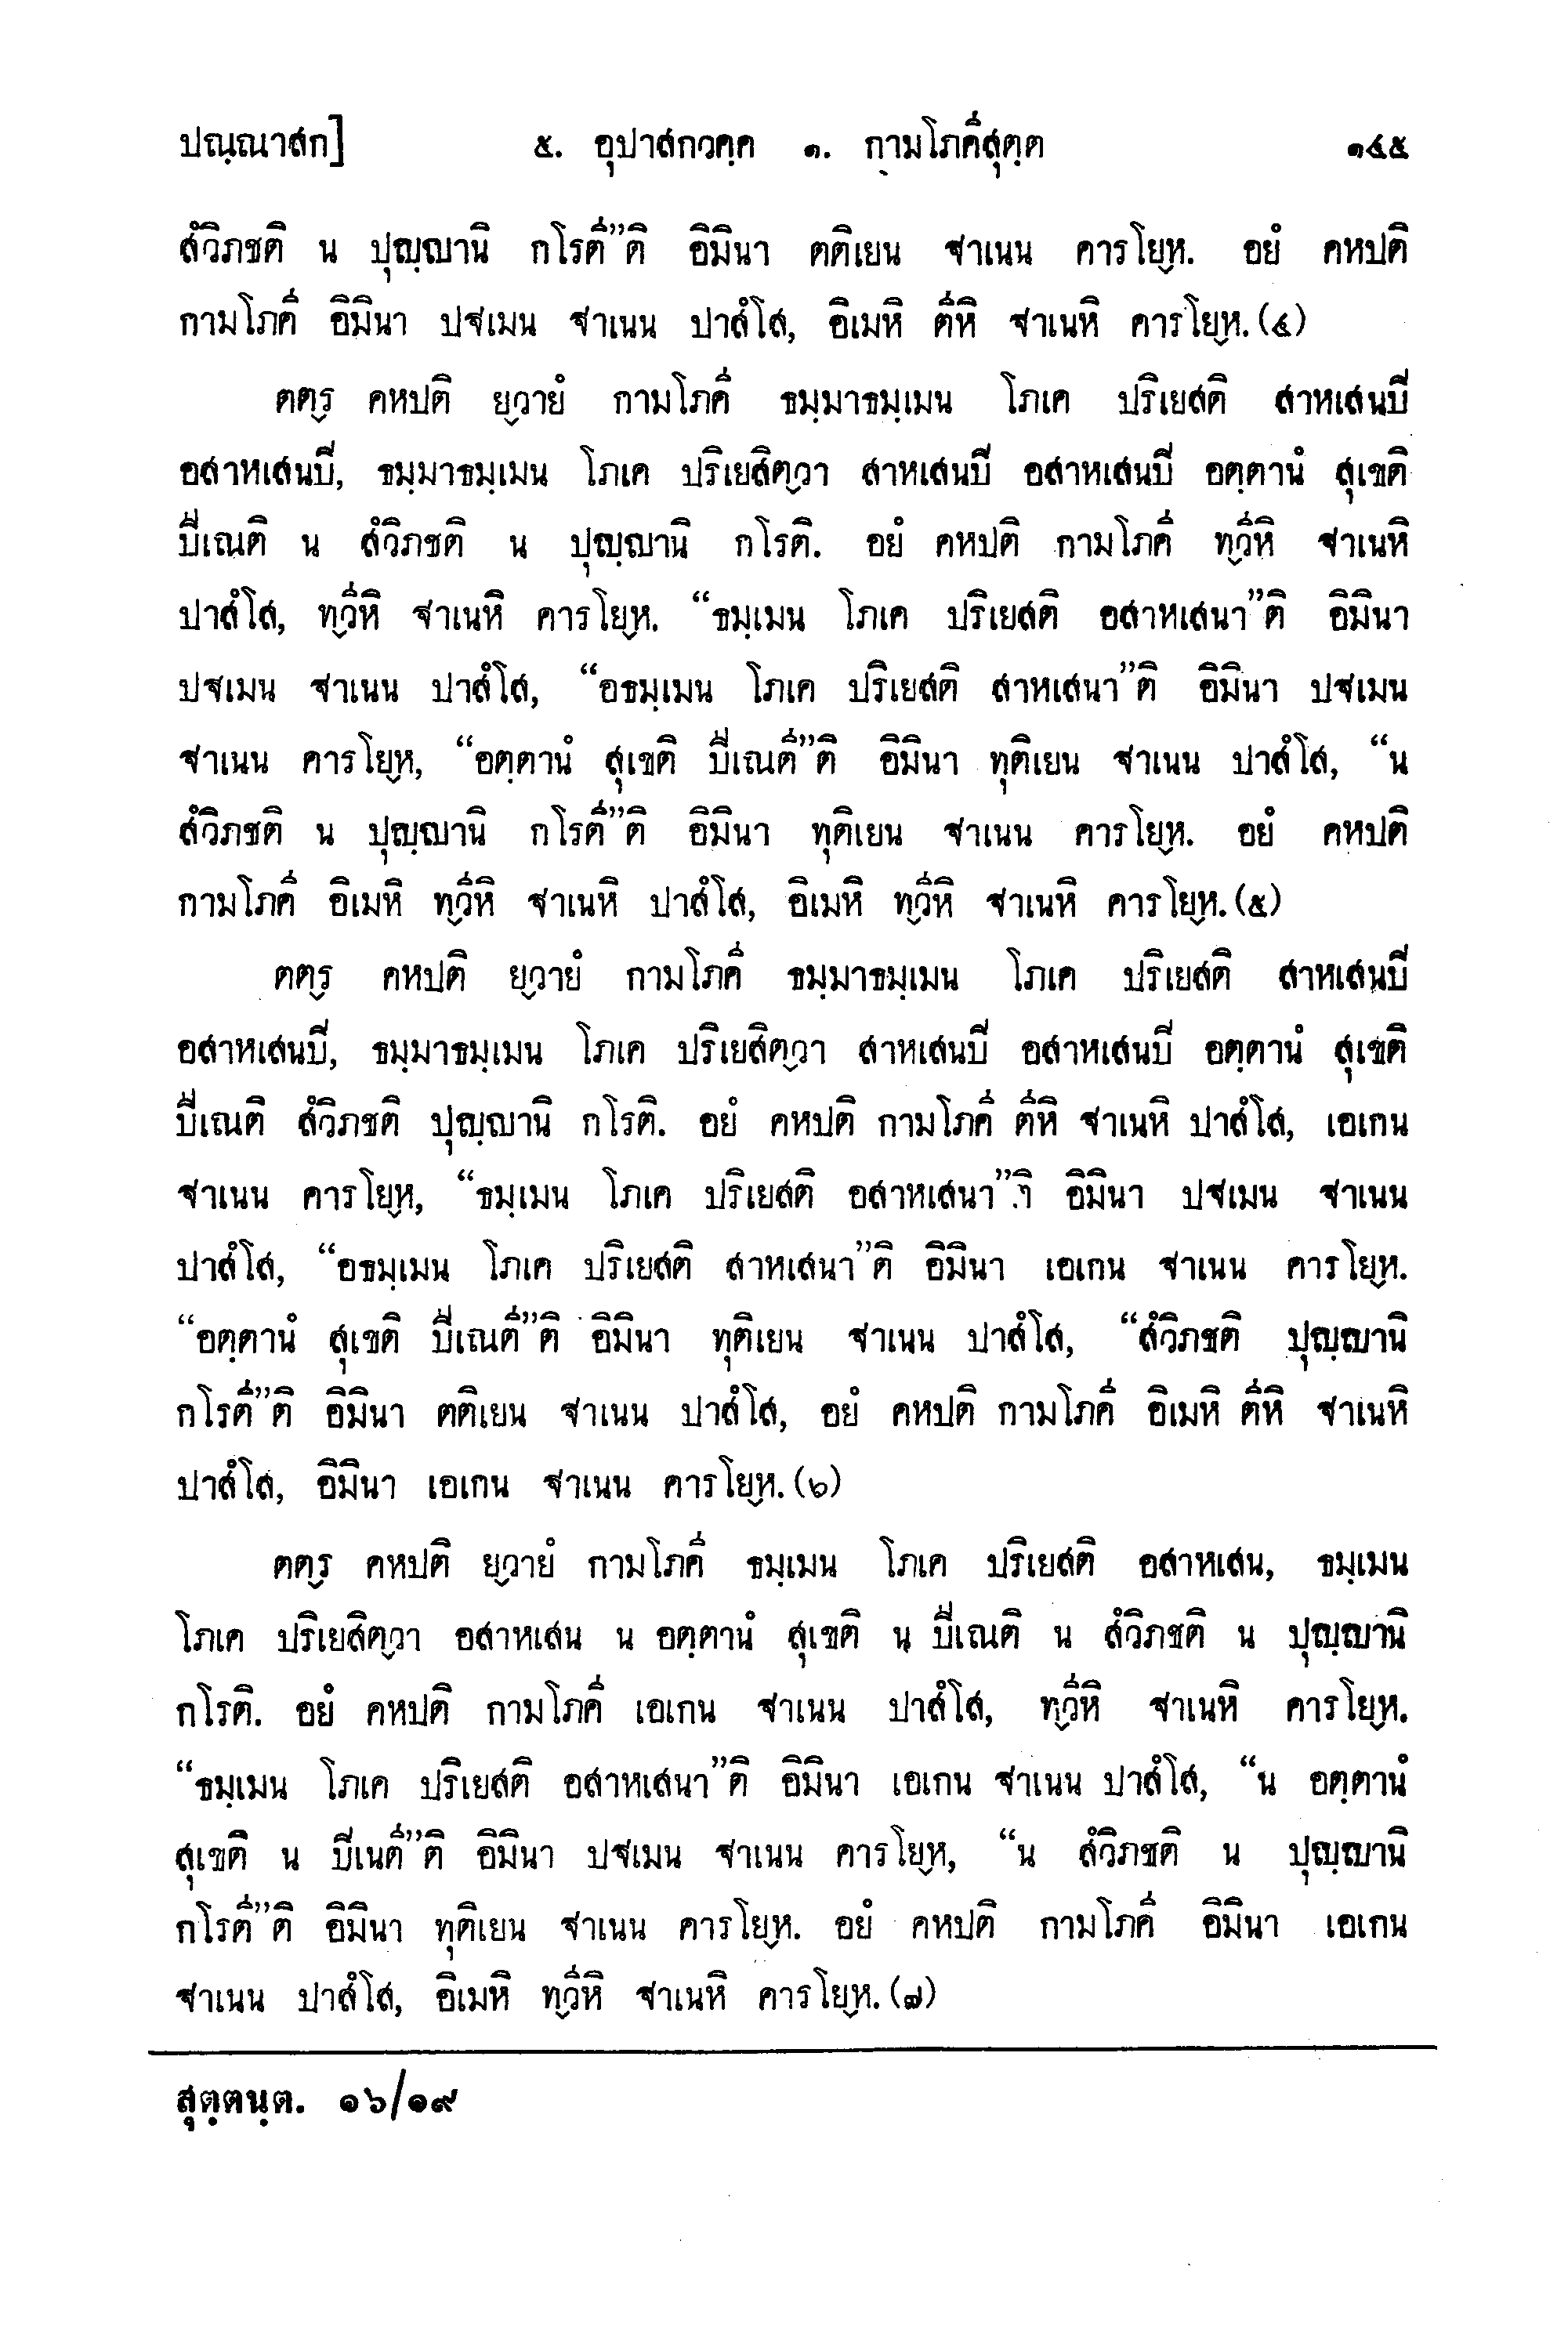 ปณฺณาสก] ๕. อุปาสกวคฺค ๑. กามโภคีสุตฺต ๑๔๕
สํวิภชติ น ปุญฺญานิ กโรตี”ติ อิมินา ตติเยน ฐาเนน คารโย๎ห. อยํ คหปติ
กามโภคี อิมินา ปฐเมน ฐาเนน ปาสํโส, อิเมหิ ตีหิ ฐาเนหิ คารโย๎ห.(๔)
ตต๎ร คหปติ ย๎วายํ กามโภคี ธมฺมาธมฺเมน โภเค ปริเยสติ สาหเสนปี
อสาหเสนปี, ธมฺมาธมฺเมน โภเค ปริเยสิต๎วา สาหเสนปี อสาหเสนปี อตฺตานํ สุเขติ
ปีเณติ น สํวิภชติ น ปุญฺญานิ กโรติ. อยํ คหปติ กามโภคี ท๎วีหิ ฐาเนหิ
ปาสํโส, ท๎วีหิ ฐาเนหิ คารโย๎ห. “ธมฺเมน โภเค ปริเยสติ อสาหเสนา”ติ อิมินา
ปฐเมน ฐาเนน ปาสํโส, “อธมฺเมน โภเค ปริเยสติ สาหเสนา”ติ อิมินา ปฐเมน
ฐาเนน คารโย๎ห, “อตฺตานํ สุเขติ ปีเณตี”ติ อิมินา ทุติเยน ฐาเนน ปาสํโส, “น
สํวิภชติ น ปุญฺญานิ กโรตี”ติ อิมินา ทุติเยน ฐาเนน คารโย๎ห. อยํ คหปติ
กามโภคี อิเมหิ ท๎วีหิ ฐาเนหิ ปาสํโส, อิเมหิ ท๎วีหิ ฐาเนหิ คารโย๎ห.(๕)
ตต๎ร คหปติ ย๎วายํ กามโภคี ธมฺมาธมฺเมน โภเค ปริเยสติ สาหเสนปี
อสาหเสนปี, ธมฺมาธมฺเมน โภเค ปริเยสิต๎วา สาหเสนปี อสาหเสนปี อตฺตานํ สุเขติ
ปีเณติ สํวิภชติ ปุญฺญานิ กโรติ. อยํ คหปติ กามโภคี ตีหิ ฐาเนหิ ปาสํโส, เอเกน
ฐาเนน คารโย๎ห, “ธมฺเมน โภเค ปริเยสติ อสาหเสนา”ติ อิมินา ปฐเมน ฐาเนน
ปาสํโส, “อธมฺเมน โภเค ปริเยสติ สาหเสนา”ติ อิมินา เอเกน ฐาเนน คารโย๎ห.
“อตฺตานํ สุเขติ ปีเณตี”ติ อิมินา ทุติเยน ฐาเนน ปาสํโส, “สํวิภชติ ปุญฺญานิ
กโรตี”ติ อิมินา ตติเยน ฐาเนน ปาสํโส, อยํ คหปติ กามโภคี อิเมหิ ตีหิ ฐาเนหิ
ปาสํโส, อิมินา เอเกน ฐาเนน คารโย๎ห.(๖)
ตต๎ร คหปติ ย๎วายํ กามโภคี ธมฺเมน โภเค ปริเยสติ อสาหเสน, ธมฺเมน
โภเค ปริเยสิต๎วา อสาหเสน น อตฺตานํ สุเขติ น ปีเณติ น สํวิภชติ น ปุญฺญานิ
กโรติ. อยํ คหปติ กามโภคี เอเกน ฐาเนน ปาสํโส, ท๎วีหิ ฐาเนหิ คารโย๎ห.
“ธมฺเมน โภเค ปริเยสติ อสาหเสนา”ติ อิมินา เอเกน ฐาเนน ปาสํโส, “น อตฺตานํ
สุเขติ น ปีเนตี”ติ อิมินา ปฐเมน ฐาเนน คารโย๎ห, “น สํวิภชติ น ปุญฺญานิ
กโรตี”ติ อิมินา ทุติเยน ฐาเนน คารโย๎ห. อยํ คหปติ กามโภคี อิมินา เอเกน
ฐาเนน ปาสํโส, อิเมหิ ท๎วีหิ ฐาเนหิ คารโย๎ห.(๗)
สุตฺตนฺต. ๑๖/๑๙